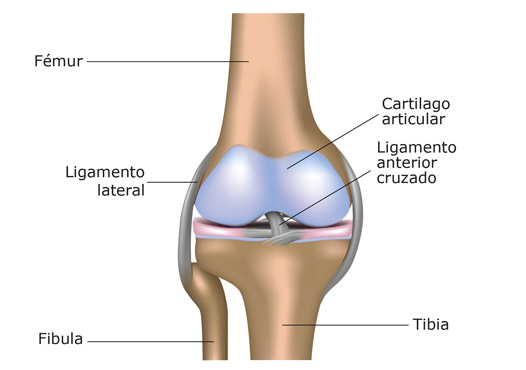 Fémur
Cartilago
articular
Ligamento
anterior
cruzado
Ligamento
lateral
Tibia
Fibula